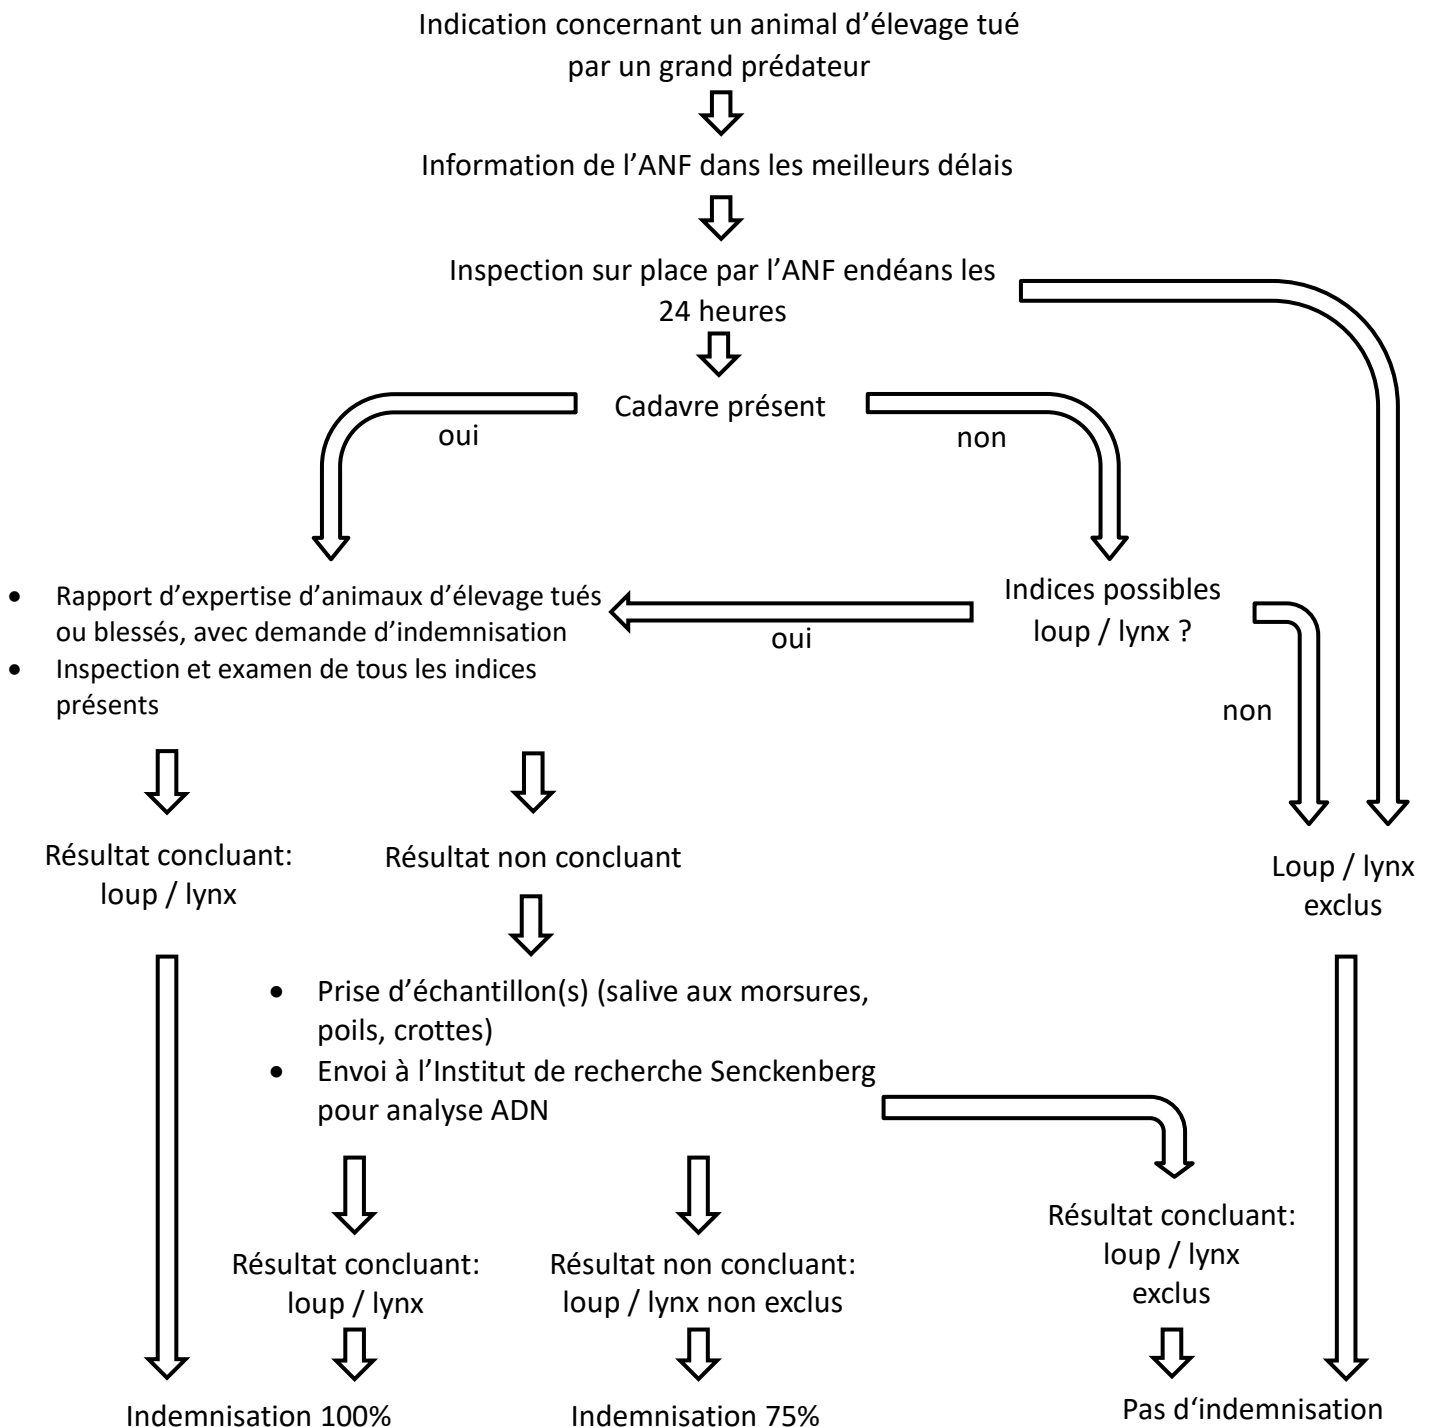 Indication concernant un animal d’élevage tué
par un grand prédateur
Information de l’ANF dans les meilleurs délais
Inspection sur place par l’ANF endéans les
24 heures
Cadavre présent
oui
non
• Rapport d’expertise d’animaux d’élevage tués
ou blessés, avec demande d’indemnisation
• Inspection et examen de tous les indices
présents
oui
Indices possibles
loup / lynx ?
non
Résultat concluant:
loup / lynx
Résultat non concluant
Loup / lynx
exclus
• Prise d’échantillon(s) (salive aux morsures,
poils, crottes)
• Envoi à l’Institut de recherche Senckenberg
pour analyse ADN
Résultat concluant:
loup / lynx
Résultat non concluant:
loup / lynx non exclus
Résultat concluant:
loup / lynx
exclus
Indemnisation 100%
Indemnisation 75%
Pas d‘indemnisation